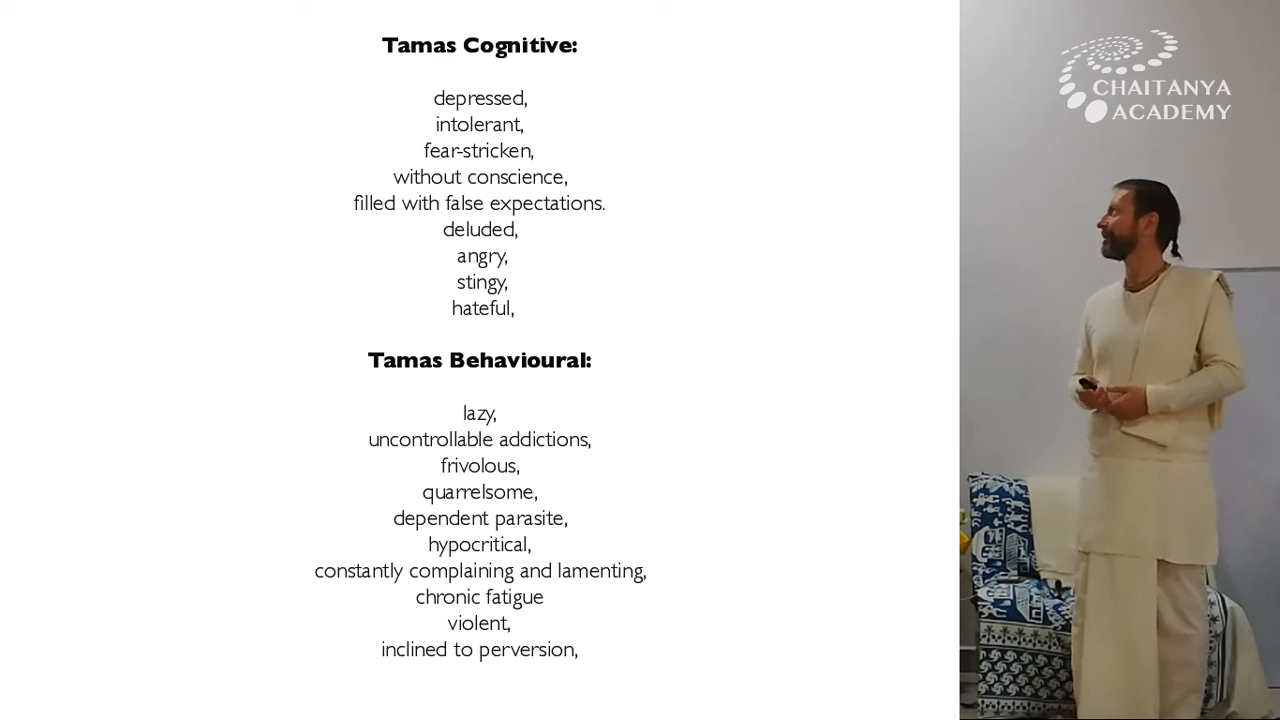 Tamas Cognitive:
depressed,
intolerant,
fear-stricken,
without conscience,
filled with false expectations.
deluded,
angry,
stingy,
hateful,
Tamas Behavioural:
lazy,
uncontrollable addictions,
frivolous,
quarrelsome,
dependent parasite,
hypocritical,
constantly complaining and lamenting,
chronic fatigue
violent,
inclined to perversion,
CHAITANYA
ACADEMY